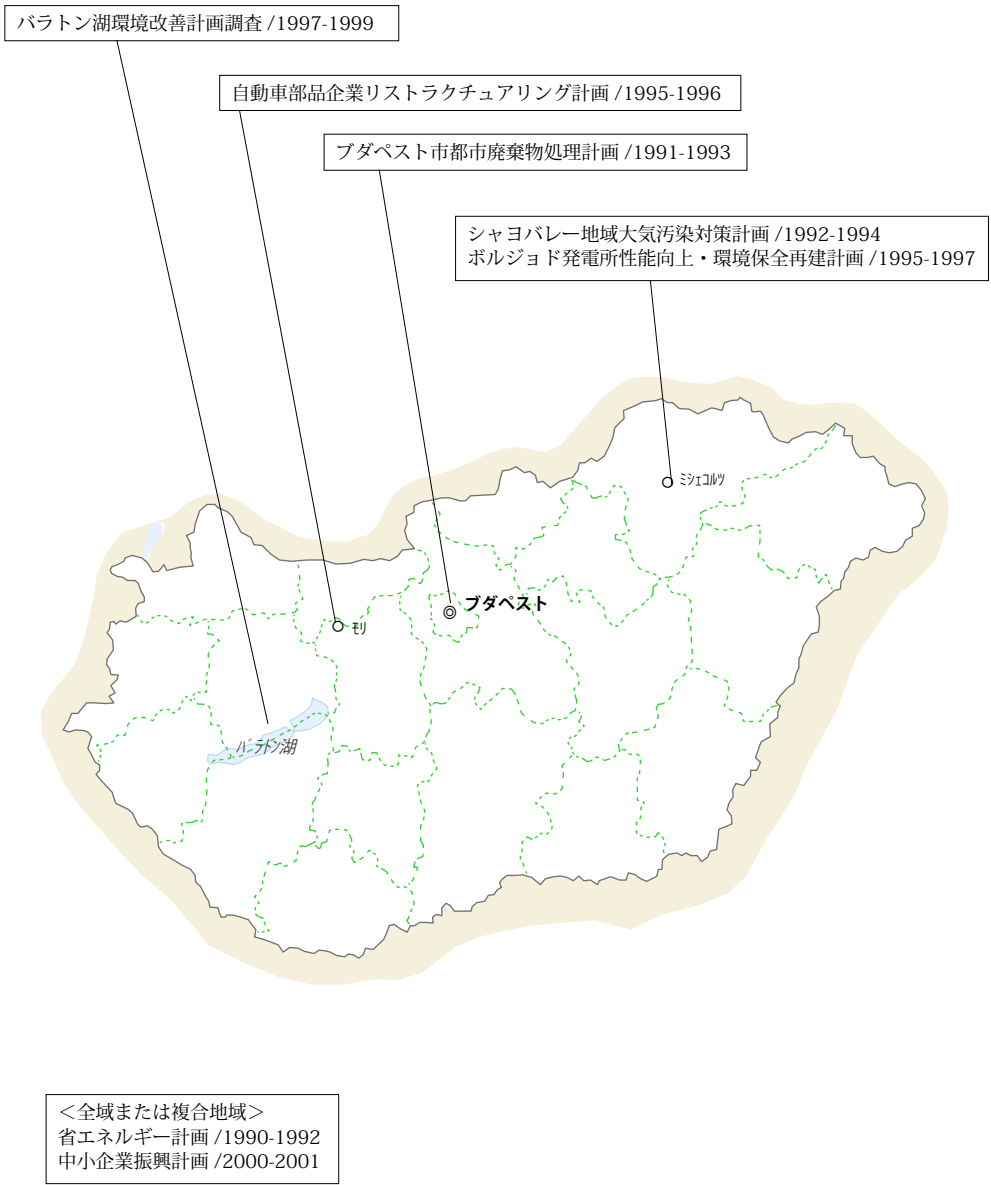 バラトン湖環境改善計画調査 /1997-1999
自動車部品企業リストラクチュアリング計画 /1995-1996
ブダペスト市都市廃棄物処理計画 /1991-1993
シャヨバレー地域大気汚染対策計画 /1992-1994
ボルジョド発電所性能向上・環境保全再建計画 /1995-1997
ﾐｼｪｺﾙﾂ
ブダペスト
ﾓﾘ
ﾊﾞﾗﾄﾝ湖
＜全域または複合地域＞
省エネルギー計画 /1990-1992
中小企業振興計画 /2000-2001